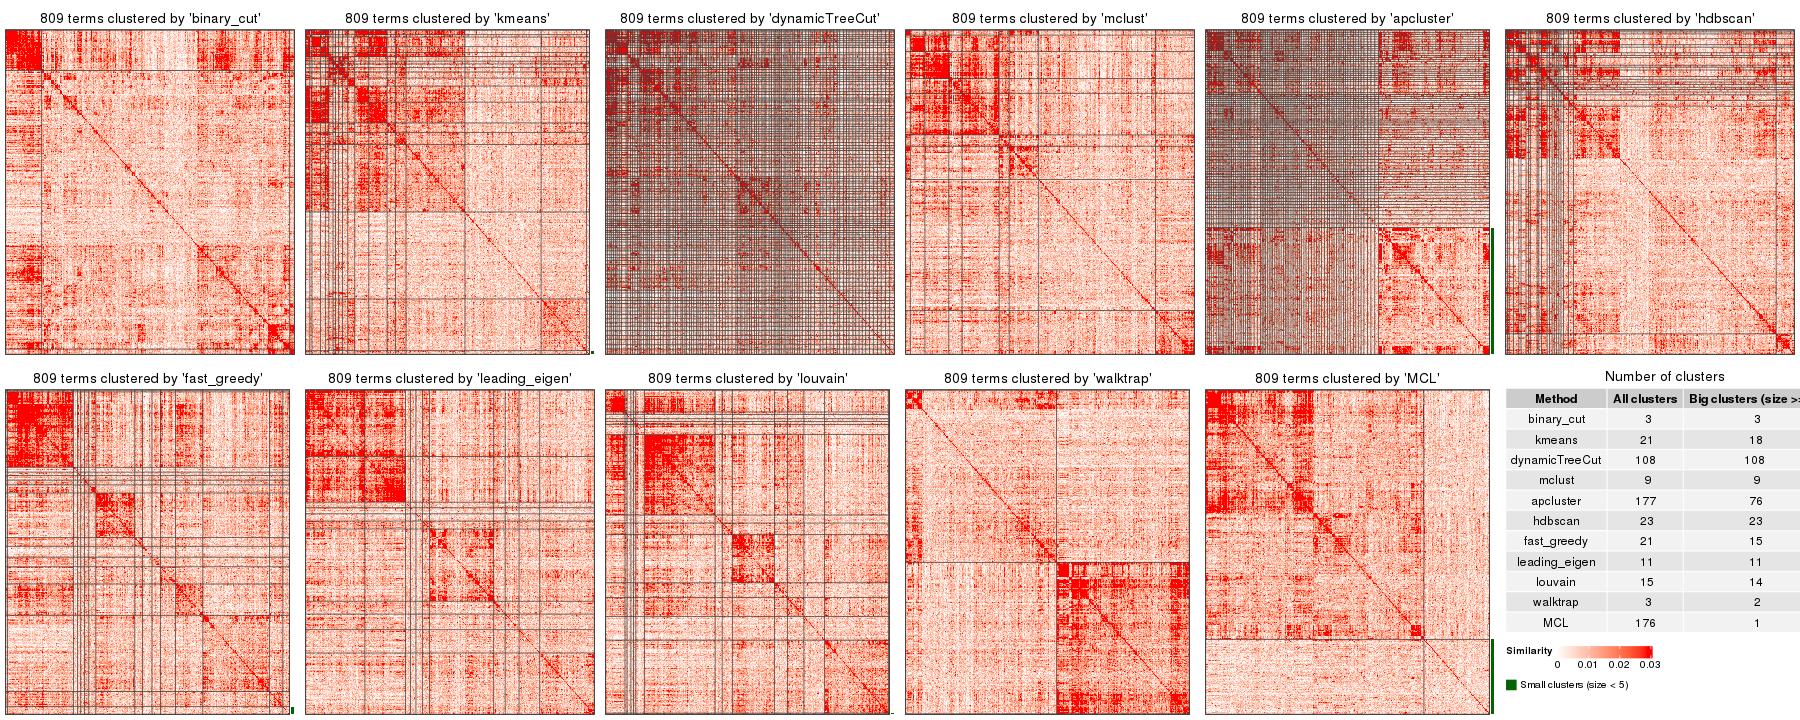 809 terms clustered by 'binary_cut'
809 terms clustered by 'kmeans'
809 terms clustered by 'dynamicTreeCut'
809 terms clustered by 'mclust'
809 terms clustered by 'apcluster'
809 terms clustered by 'hdbscan'
809 terms clustered by 'fast_greedy'
809 terms clustered by 'leading_eigen'
809 terms clustered by 'louvain'
809 terms clustered by 'walktrap'
809 terms clustered by 'MCL'
Number of clusters
Method All clusters Big clusters (size >=
binary_cut 3 3
kmeans 21 18
dynamicTreeCut 108 108
mclust 9 9
apcluster 177 76
hdbscan 23 23
fast_greedy 21 15
leading_eigen 11 11
louvain 15 14
walktrap 3 2
MCL 176 1
Similarity
0 0.01 0.02 0.03
Small clusters (size < 5)